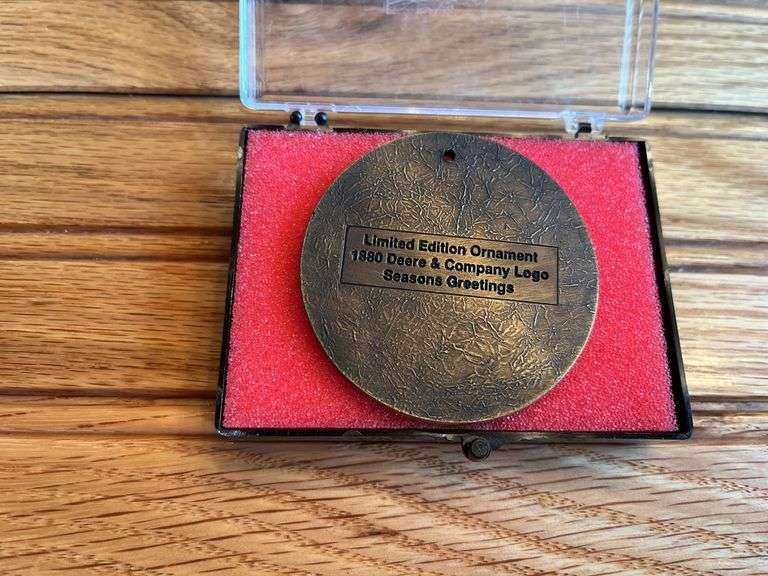 Limited Edition Ornament
1880 Deere & Company Logo
Seasons Greetings